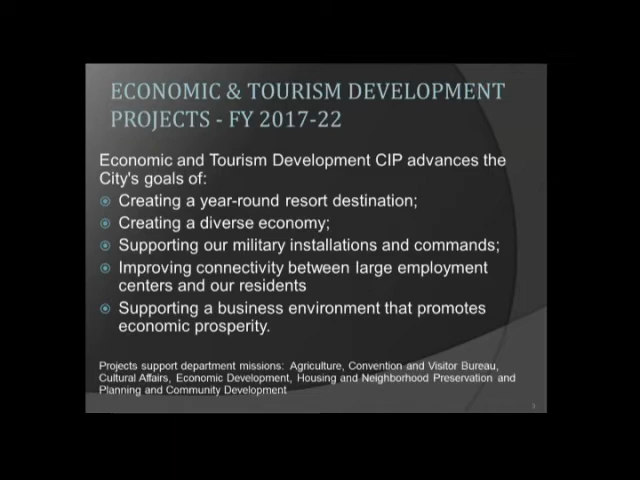 ECONOMIC & TOURISM DEVELOPMENT
PROJECTS - FY 2017-22
Economic and Tourism Development CIP advances the
City's goals of:
Creating a year-round resort destination;
Creating a diverse economy;
Supporting our military installations and commands;
Improving connectivity between large employment
centers and our residents
Supporting a business environment that promotes
economic prosperity.
Projects support department missions: Agriculture, Convention and Visitor Bureau,
Cultural Affairs, Economic Development, Housing and Neighborhood Preservation and
Planning and Community Development